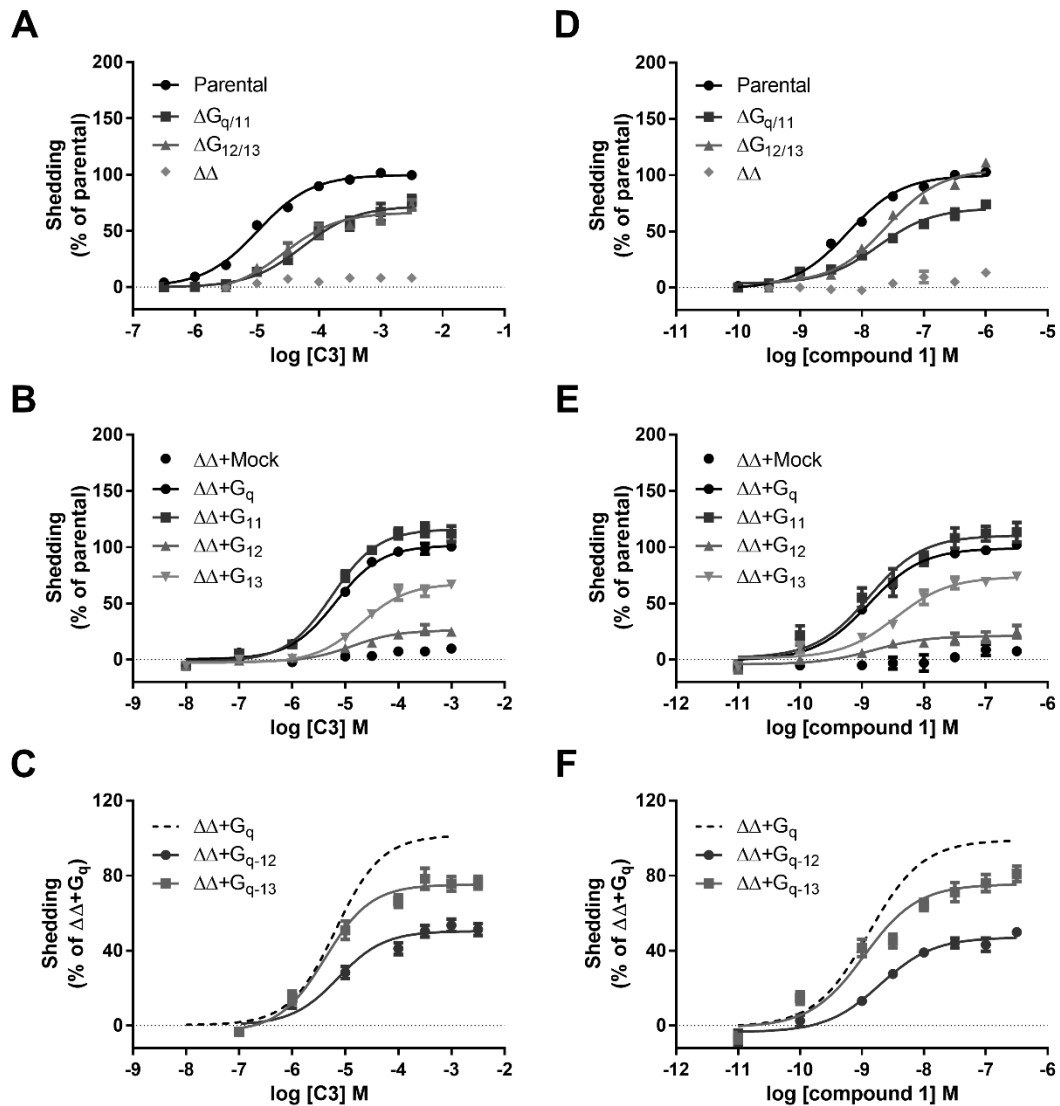 A
200
150
100
50
0
Shedding
(% of parental)
Parental
ΔGq/11
ΔG12/13
ΔΔ
-7 -6 -5 -4 -3 -2 -1
log [C3] M
D
200
150
100
50
0
Shedding
(% of parental)
Parental
ΔGq/11
ΔG12/13
ΔΔ
-11 -10 -9 -8 -7 -6 -5
log [compound 1] M
B
200
150
100
50
0
Shedding
(% of parental)
ΔΔ+Mock
ΔΔ+Gq
ΔΔ+G11
ΔΔ+G12
ΔΔ+G13
-9 -8 -7 -6 -5 -4 -3 -2
log [C3] M
E
200
150
100
50
0
Shedding
(% of parental)
ΔΔ+Mock
ΔΔ+Gq
ΔΔ+G11
ΔΔ+G12
ΔΔ+G13
-12 -11 -10 -9 -8 -7 -6
log [compound 1] M
C
120
80
40
0
Shedding
(% of ΔΔ+Gq)
ΔΔ+Gq
ΔΔ+Gq-12
ΔΔ+Gq-13
-9 -8 -7 -6 -5 -4 -3 -2
log [C3] M
F
120
80
40
0
Shedding
(% of ΔΔ+Gq)
ΔΔ+Gq
ΔΔ+Gq-12
ΔΔ+Gq-13
-12 -11 -10 -9 -8 -7 -6
log [compound 1] M